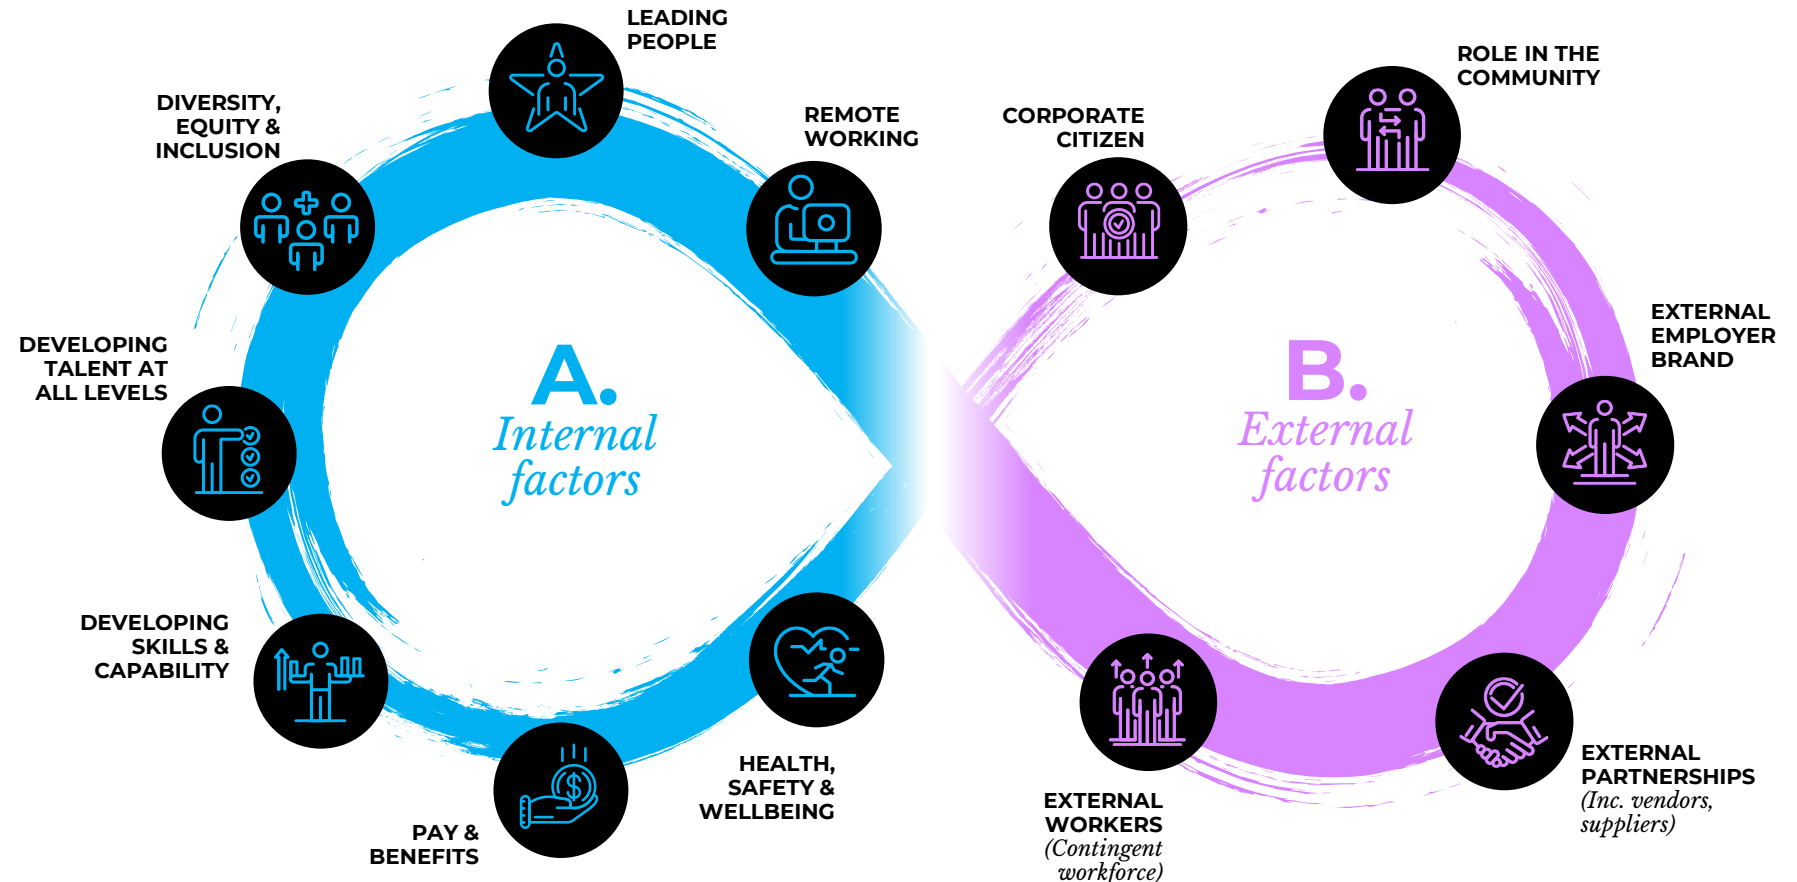 LEADING
PEOPLE
REMOTE
WORKING
DIVERSITY,
EQUITY &
INCLUSION
DEVELOPING
TALENT AT
ALL LEVELS
A.
Internal
factors
DEVELOPING
SKILLS &
CAPABILITY
PAY &
BENEFITS
$
HEALTH,
SAFETY &
WELLBEING
CORPORATE
CITIZEN
ROLE IN THE
COMMUNITY
EXTERNAL
EMPLOYER
BRAND
B.
External
factors
EXTERNAL
WORKERS
(Contingent
workforce)
EXTERNAL
PARTNERSHIPS
(Inc. vendors,
suppliers)